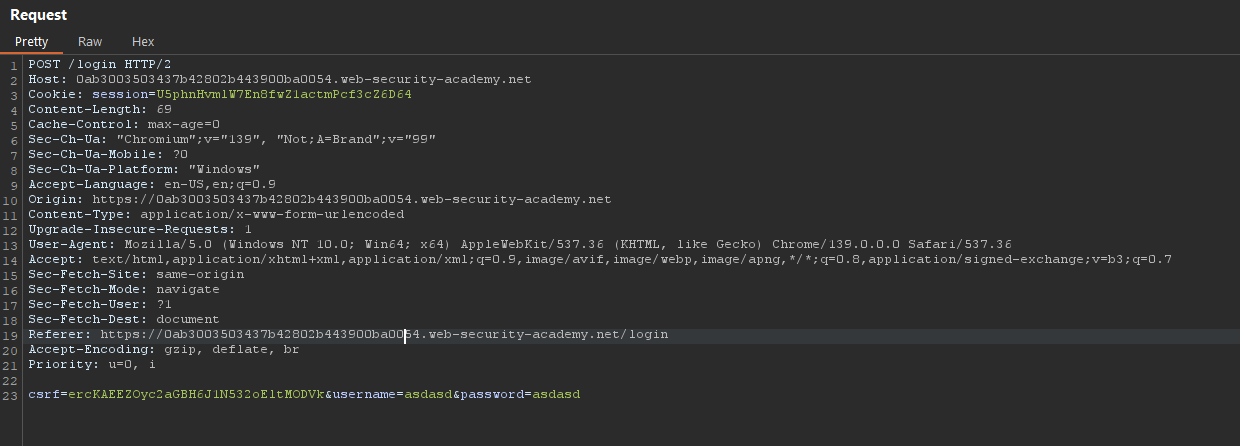 Request
Pretty Raw Hex
1 POST /login HTTP/2
2 Host: 0ab3003503437b42802b443900ba0054.web-security-academy.net
3 Cookie: session=U5phnHvmlW7En8fwZlactmPcf3cZ6D64
4 Content-Length: 69
5 Cache-Control: max-age=0
6 Sec-Ch-Ua: "Chromium";v="139", "Not;A=Brand";v="99"
7 Sec-Ch-Ua-Mobile: ?0
8 Sec-Ch-Ua-Platform: "Windows"
9 Accept-Language: en-US,en;q=0.9
10 Origin: https://0ab3003503437b42802b443900ba0054.web-security-academy.net
11 Content-Type: application/x-www-form-urlencoded
12 Upgrade-Insecure-Requests: 1
13 User-Agent: Mozilla/5.0 (Windows NT 10.0; Win64; x64) AppleWebKit/537.36 (KHTML, like Gecko) Chrome/139.0.0.0 Safari/537.36
14 Accept: text/html,application/xhtml+xml,application/xml;q=0.9,image/avif,image/webp,image/apng,*/*;q=0.8,application/signed-exchange;v=b3;q=0.7
15 Sec-Fetch-Site: same-origin
16 Sec-Fetch-Mode: navigate
17 Sec-Fetch-User: ?1
18 Sec-Fetch-Dest: document
19 Referer: https://0ab3003503437b42802b443900ba0054.web-security-academy.net/login
20 Accept-Encoding: gzip, deflate, br
21 Priority: u=0, i
22
23 csrf=ercKAEEZOyc2aGBH6J1N532oEltMODVk&username=asdasd&password=asdasd